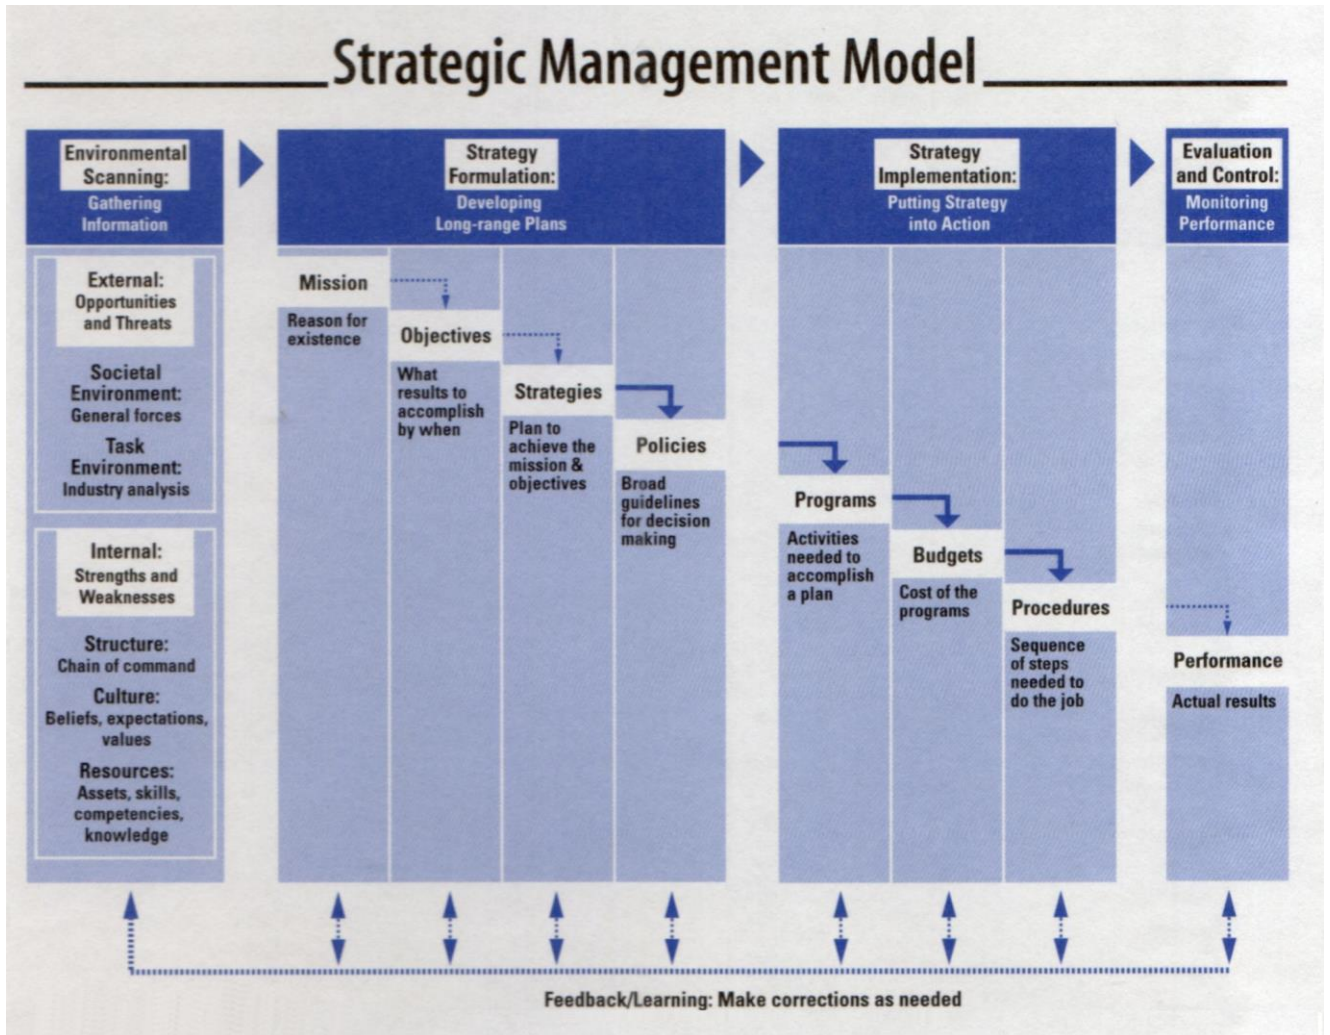 Strategic Management Model
Environmental
Scanning:
Gathering
Information
Strategy
Formulation:
Developing
Long-range Plans
Strategy
Implementation:
Putting Strategy
into Action
Evaluation
and Control:
Monitoring
Performance
External:
Opportunities
and Threats
Societal
Environment:
General forces
Task
Environment:
Industry analysis
Internal:
Strengths and
Weaknesses
Structure:
Chain of command
Culture:
Beliefs, expectations,
values
Resources:
Assets, skills,
competencies,
knowledge
Mission
Reason for
existence
Objectives
What
results to
accomplish
by when
Strategies
Plan to
achieve the
mission &
objectives
Policies
Broad
guidelines
for decision
making
Programs
Activities
needed to
accomplish
a plan
Budgets
Cost of the
programs
Procedures
Sequence
of steps
needed to
do the job
Performance
Actual results
Feedback/Learning: Make corrections as needed